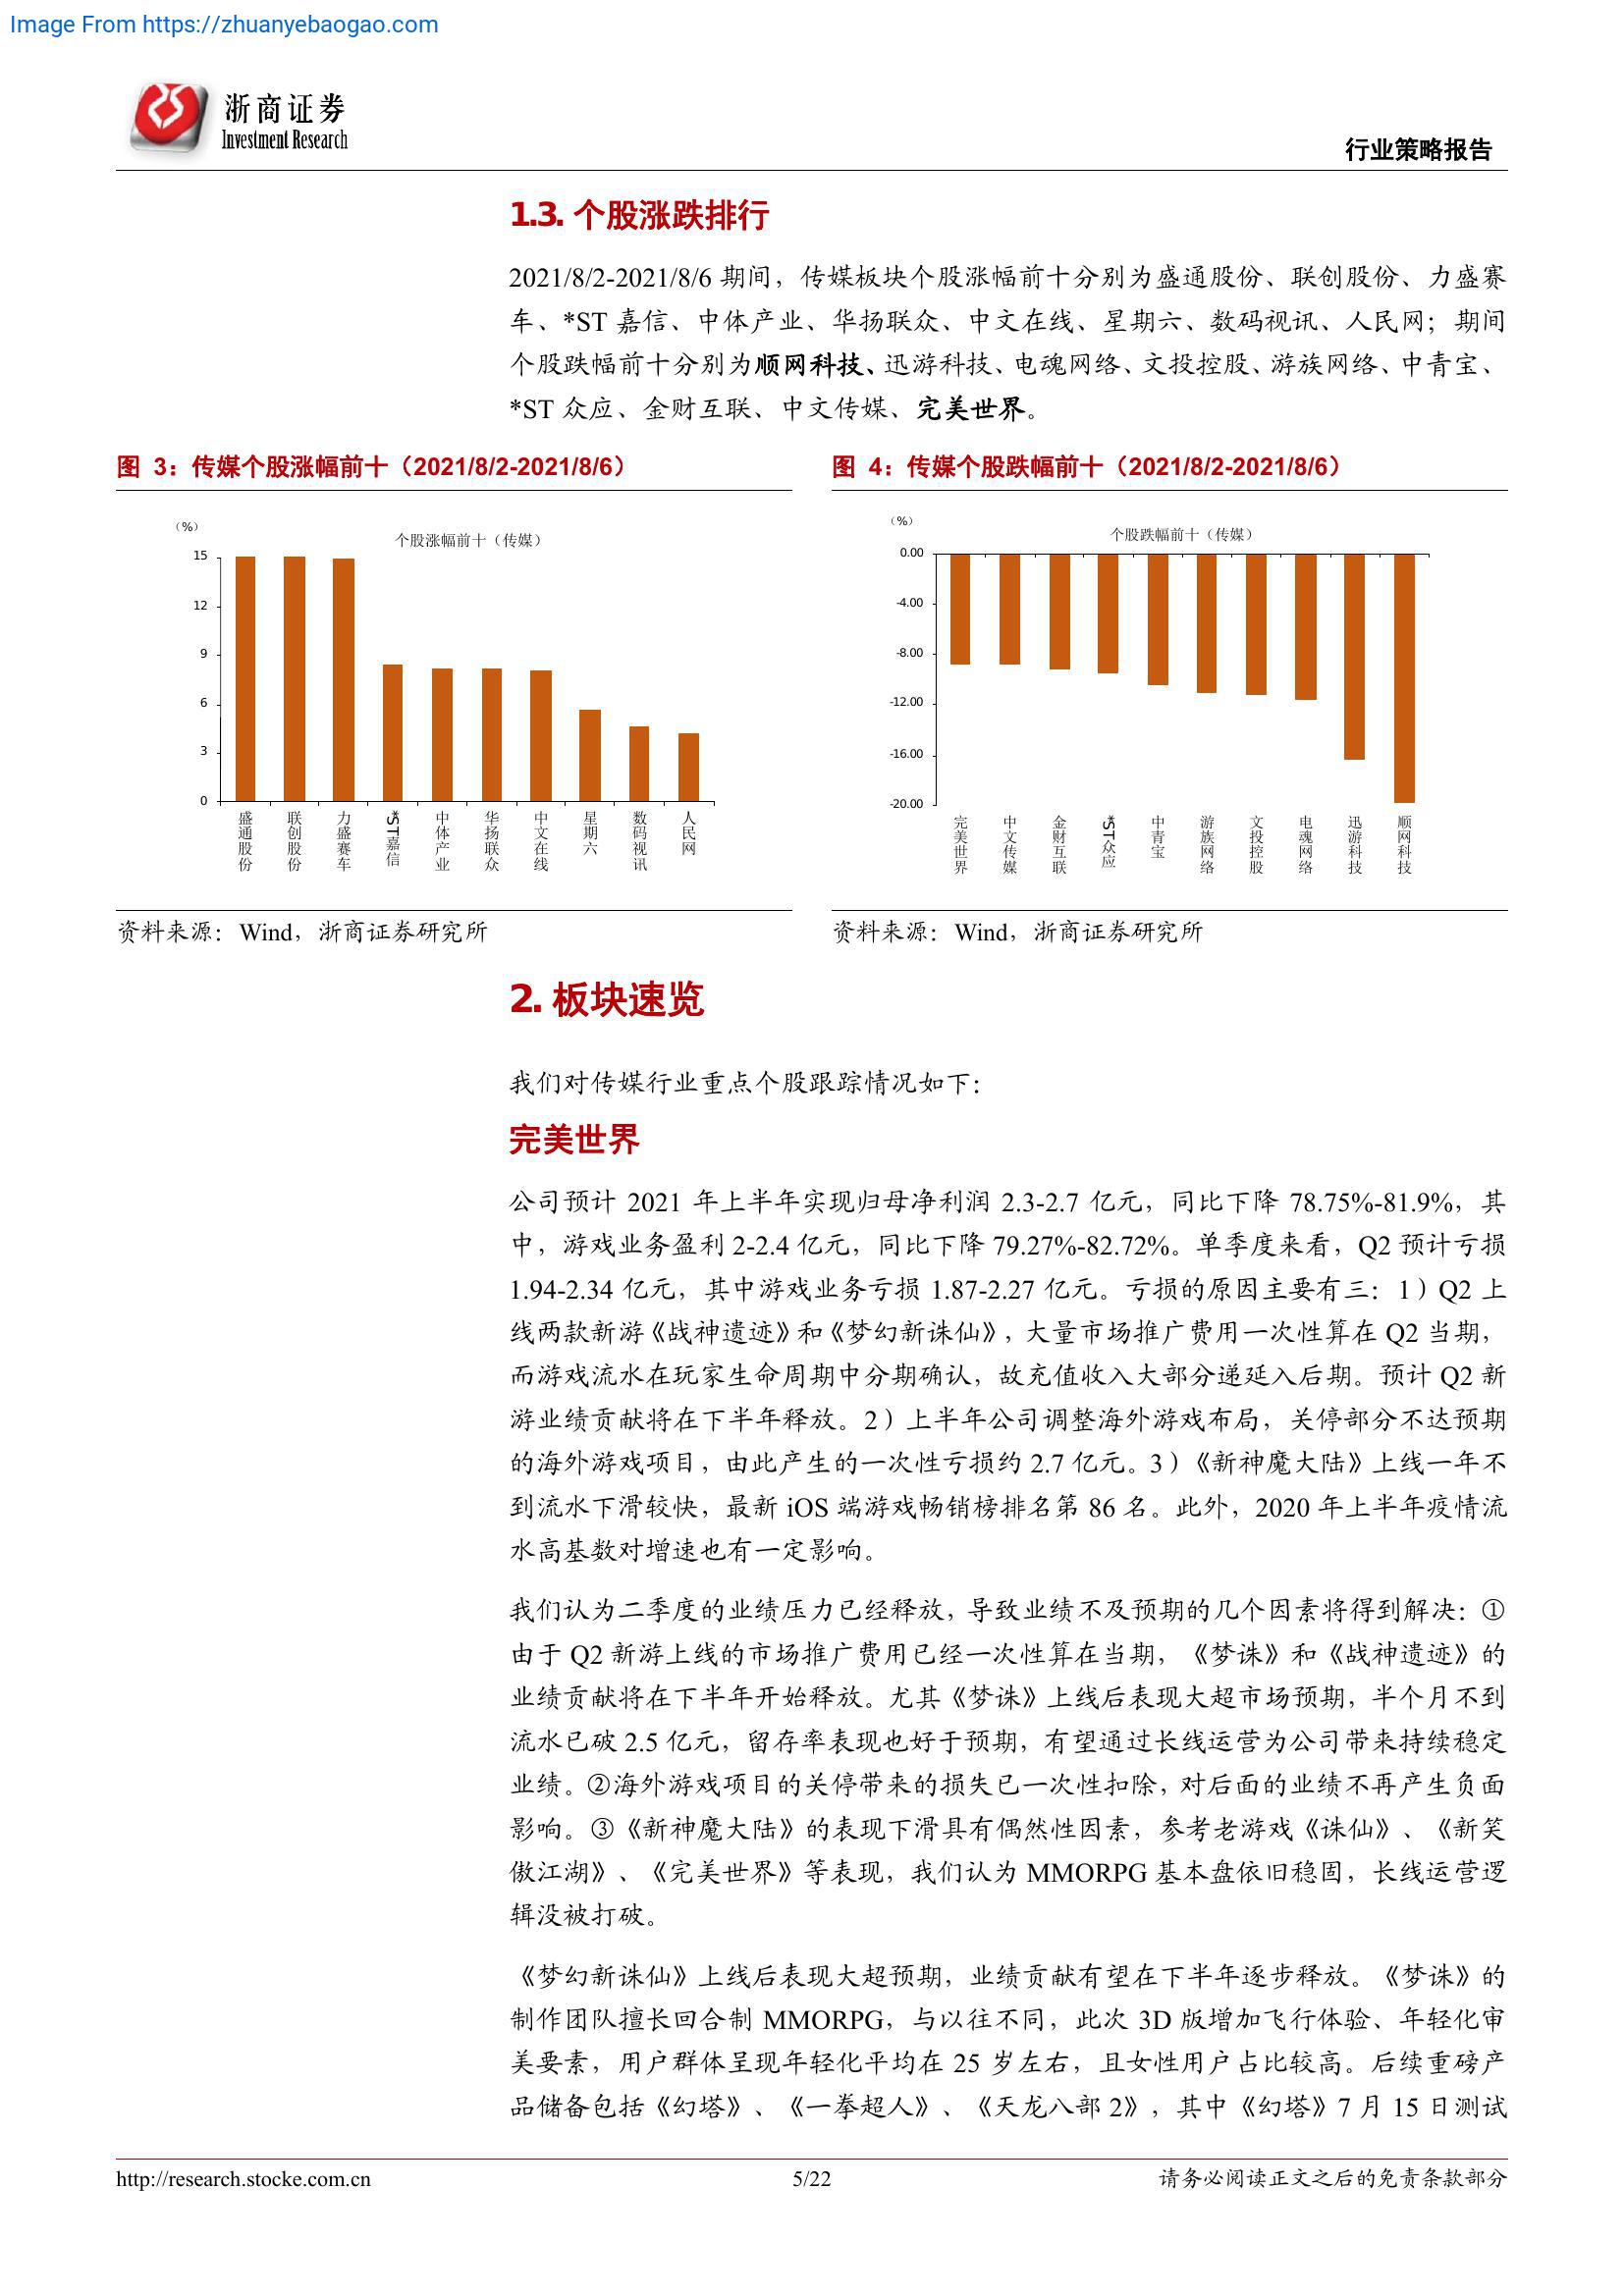 Image From https://zhuanyebaogao.com
浙商证券
Investment Research
行业策略报告
1.3. 个股涨跌排行
2021/8/2-2021/8/6 期间，传媒板块个股涨幅前十分别为盛通股份、联创股份、力盛赛
车、*ST 嘉信、中体产业、华扬联众、中文在线、星期六、数码视讯、人民网；期间
个股跌幅前十分别为顺网科技、迅游科技、电魂网络、文投控股、游族网络、中青宝、
*ST 众应、金财互联、中文传媒、完美世界。
图 3：传媒个股涨幅前十（2021/8/2-2021/8/6）
（%）
个股涨幅前十（传媒）
15
12
9
6
3
0
盛通股份
联创股份
力盛赛车
*ST嘉信
中体产业
华扬联众
中文在线
星期六
数码视讯
人民网
资料来源：Wind，浙商证券研究所
图 4：传媒个股跌幅前十（2021/8/2-2021/8/6）
（%）
个股跌幅前十（传媒）
0.00
-4.00
-8.00
-12.00
-16.00
-20.00
完美世界
中文传媒
金财互联
*ST众应
中青宝
游族网络
文投控股
电魂网络
迅游科技
顺网科技
资料来源：Wind，浙商证券研究所
2. 板块速览
我们对传媒行业重点个股跟踪情况如下：
完美世界
公司预计 2021 年上半年实现归母净利润 2.3-2.7 亿元，同比下降 78.75%-81.9%，其
中，游戏业务盈利 2-2.4 亿元，同比下降 79.27%-82.72%。单季度来看，Q2 预计亏损
1.94-2.34 亿元，其中游戏业务亏损 1.87-2.27 亿元。亏损的原因主要有三：1）Q2 上
线两款新游《战神遗迹》和《梦幻新诛仙》，大量市场推广费用一次性算在 Q2 当期，
而游戏流水在玩家生命周期中分期确认，故充值收入大部分递延入后期。预计 Q2 新
游业绩贡献将在下半年释放。2）上半年公司调整海外游戏布局，关停部分不达预期
的海外游戏项目，由此产生的一次性亏损约 2.7 亿元。3）《新神魔大陆》上线一年不
到流水下滑较快，最新 iOS 端游戏畅销榜排名第 86 名。此外，2020 年上半年疫情流
水高基数对增速也有一定影响。
我们认为二季度的业绩压力已经释放，导致业绩不及预期的几个因素将得到解决：①
由于 Q2 新游上线的市场推广费用已经一次性算在当期，《梦诛》和《战神遗迹》的
业绩贡献将在下半年开始释放。尤其《梦诛》上线后表现大超市场预期，半个月不到
流水已破 2.5 亿元，留存率表现也好于预期，有望通过长线运营为公司带来持续稳定
业绩。②海外游戏项目的关停带来的损失已一次性扣除，对后面的业绩不再产生负面
影响。③《新神魔大陆》的表现下滑具有偶然性因素，参考老游戏《诛仙》、《新笑
傲江湖》、《完美世界》等表现，我们认为 MMORPG 基本盘依旧稳固，长线运营逻
辑没被打破。
《梦幻新诛仙》上线后表现大超预期，业绩贡献有望在下半年逐步释放。《梦诛》的
制作团队擅长回合制 MMORPG，与以往不同，此次 3D 版增加飞行体验、年轻化审
美要素，用户群体呈现年轻化平均在 25 岁左右，且女性用户占比较高。后续重磅产
品储备包括《幻塔》、《一拳超人》、《天龙八部 2》，其中《幻塔》7 月 15 日测试
http://research.stocke.com.cn
5/22
请务必阅读正文之后的免责条款部分